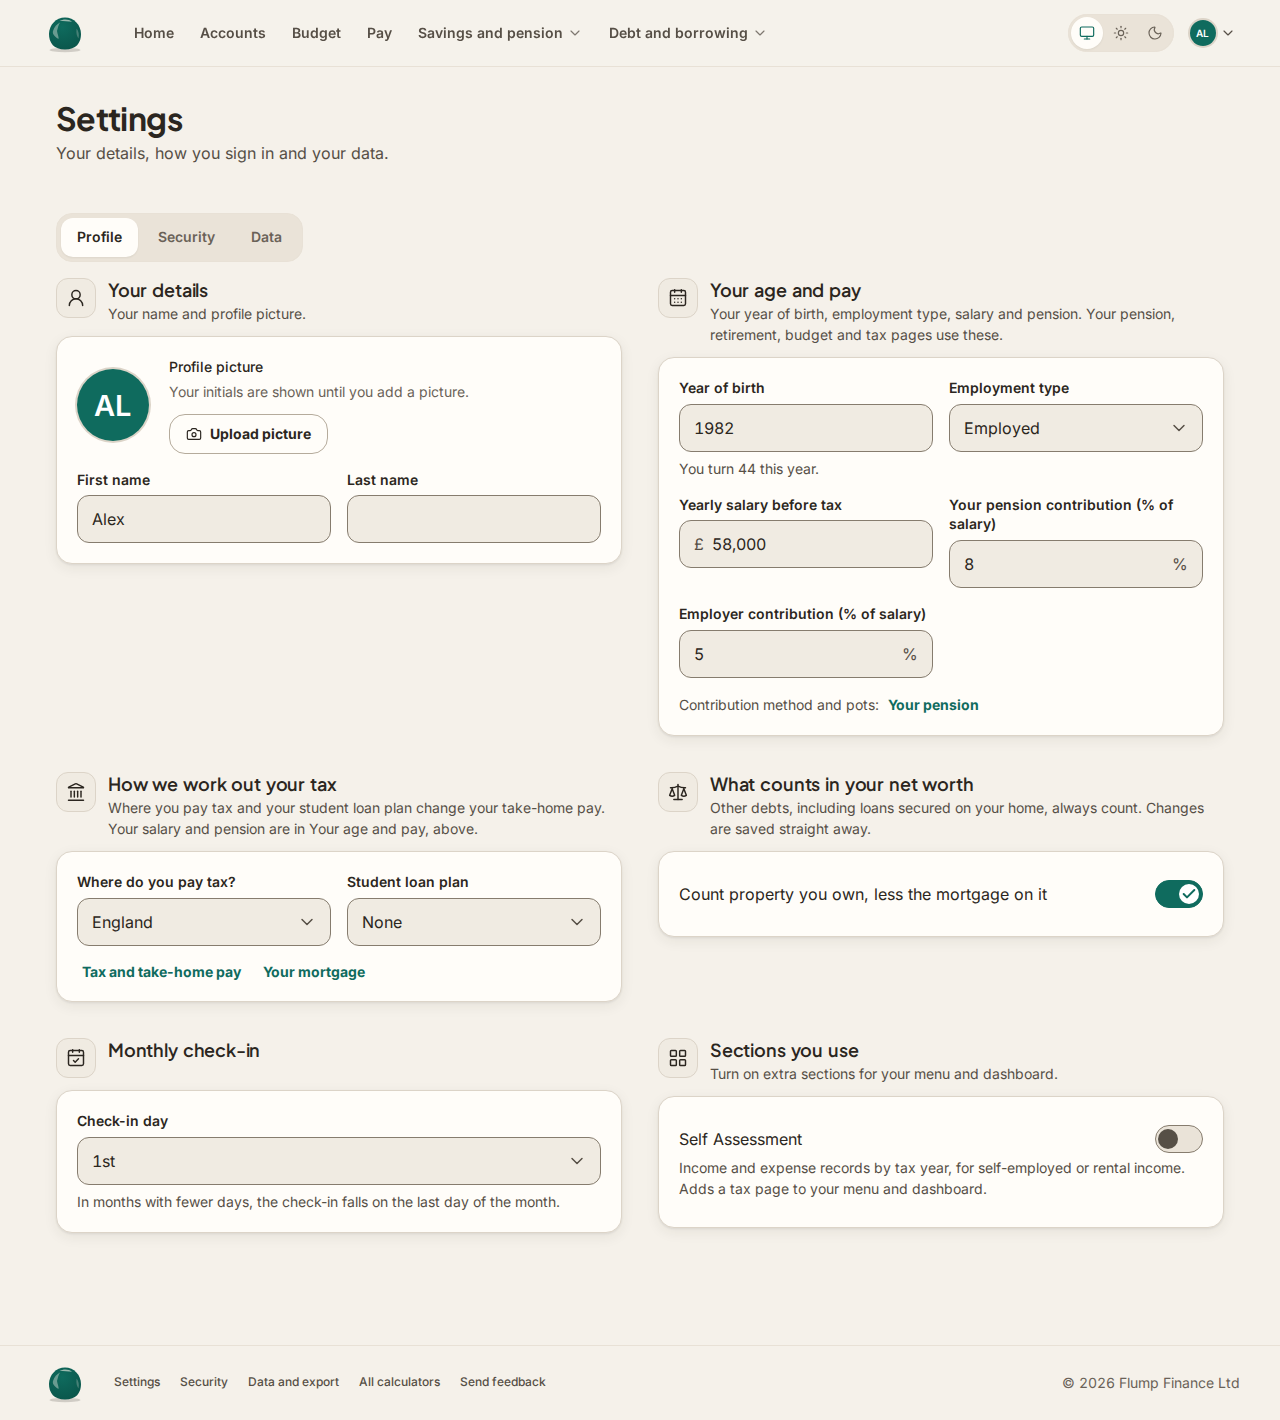 Home
Accounts
Budget
Pay
Savings and pension
Debt and borrowing
AL
Settings
Your details, how you sign in and your data.
Profile
Security
Data
Your details
Your name and profile picture.
AL
Profile picture
Your initials are shown until you add a picture.
Upload picture
First name
Last name
Alex
Your age and pay
Your year of birth, employment type, salary and pension. Your pension,
retirement, budget and tax pages use these.
Year of birth
Employment type
1982
Employed
You turn 44 this year.
Yearly salary before tax
Your pension contribution (% of
salary)
£ 58,000
8 %
Employer contribution (% of salary)
5 %
Contribution method and pots: Your pension
How we work out your tax
Where you pay tax and your student loan plan change your take-home pay.
Your salary and pension are in Your age and pay, above.
Where do you pay tax?
Student loan plan
England
None
Tax and take-home pay
Your mortgage
What counts in your net worth
Other debts, including loans secured on your home, always count. Changes
are saved straight away.
Count property you own, less the mortgage on it
Monthly check-in
Check-in day
1st
In months with fewer days, the check-in falls on the last day of the month.
Sections you use
Turn on extra sections for your menu and dashboard.
Self Assessment
Income and expense records by tax year, for self-employed or rental income.
Adds a tax page to your menu and dashboard.
Settings
Security
Data and export
All calculators
Send feedback
© 2026 Flump Finance Ltd